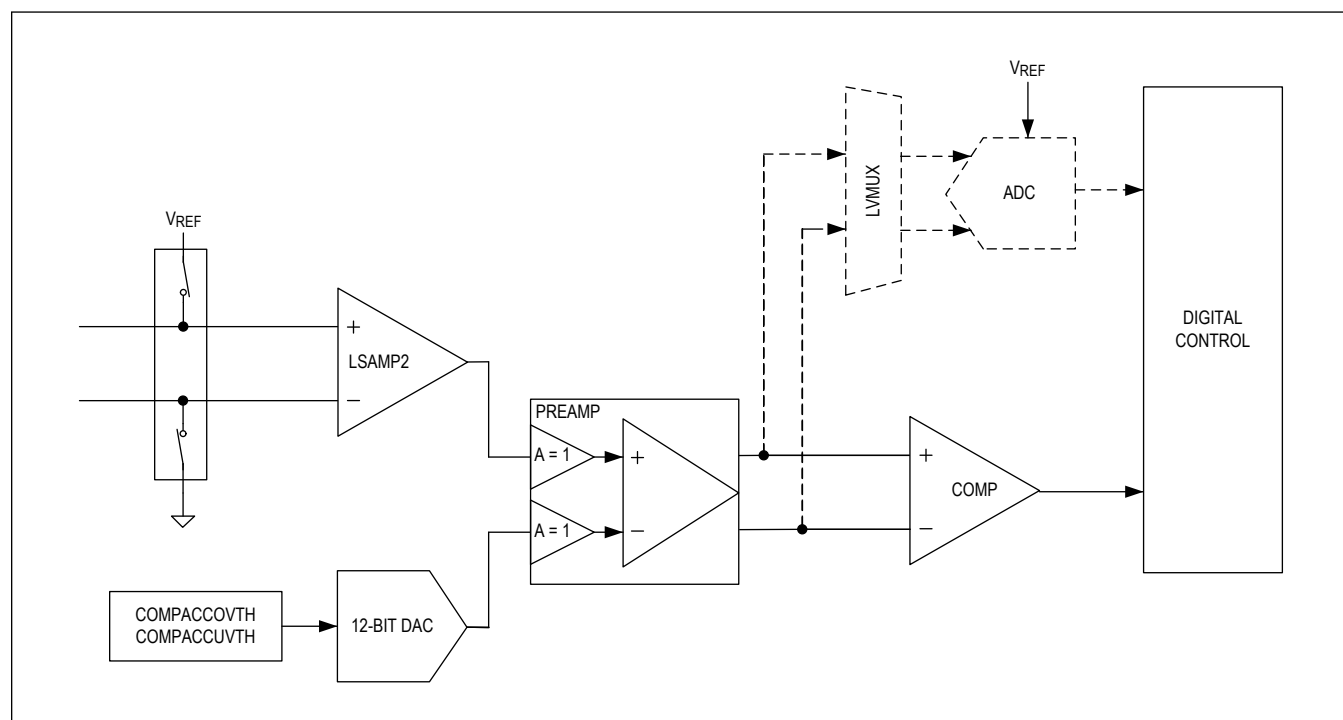 VREF
LVMUX
ADC
VREF
DIGITAL
CONTROL
+
LSAMP2
−
PREAMP
A = 1
+
A = 1
−
+
COMP
−
COMPACCOVTH
COMPACCUVTH
12-BIT DAC